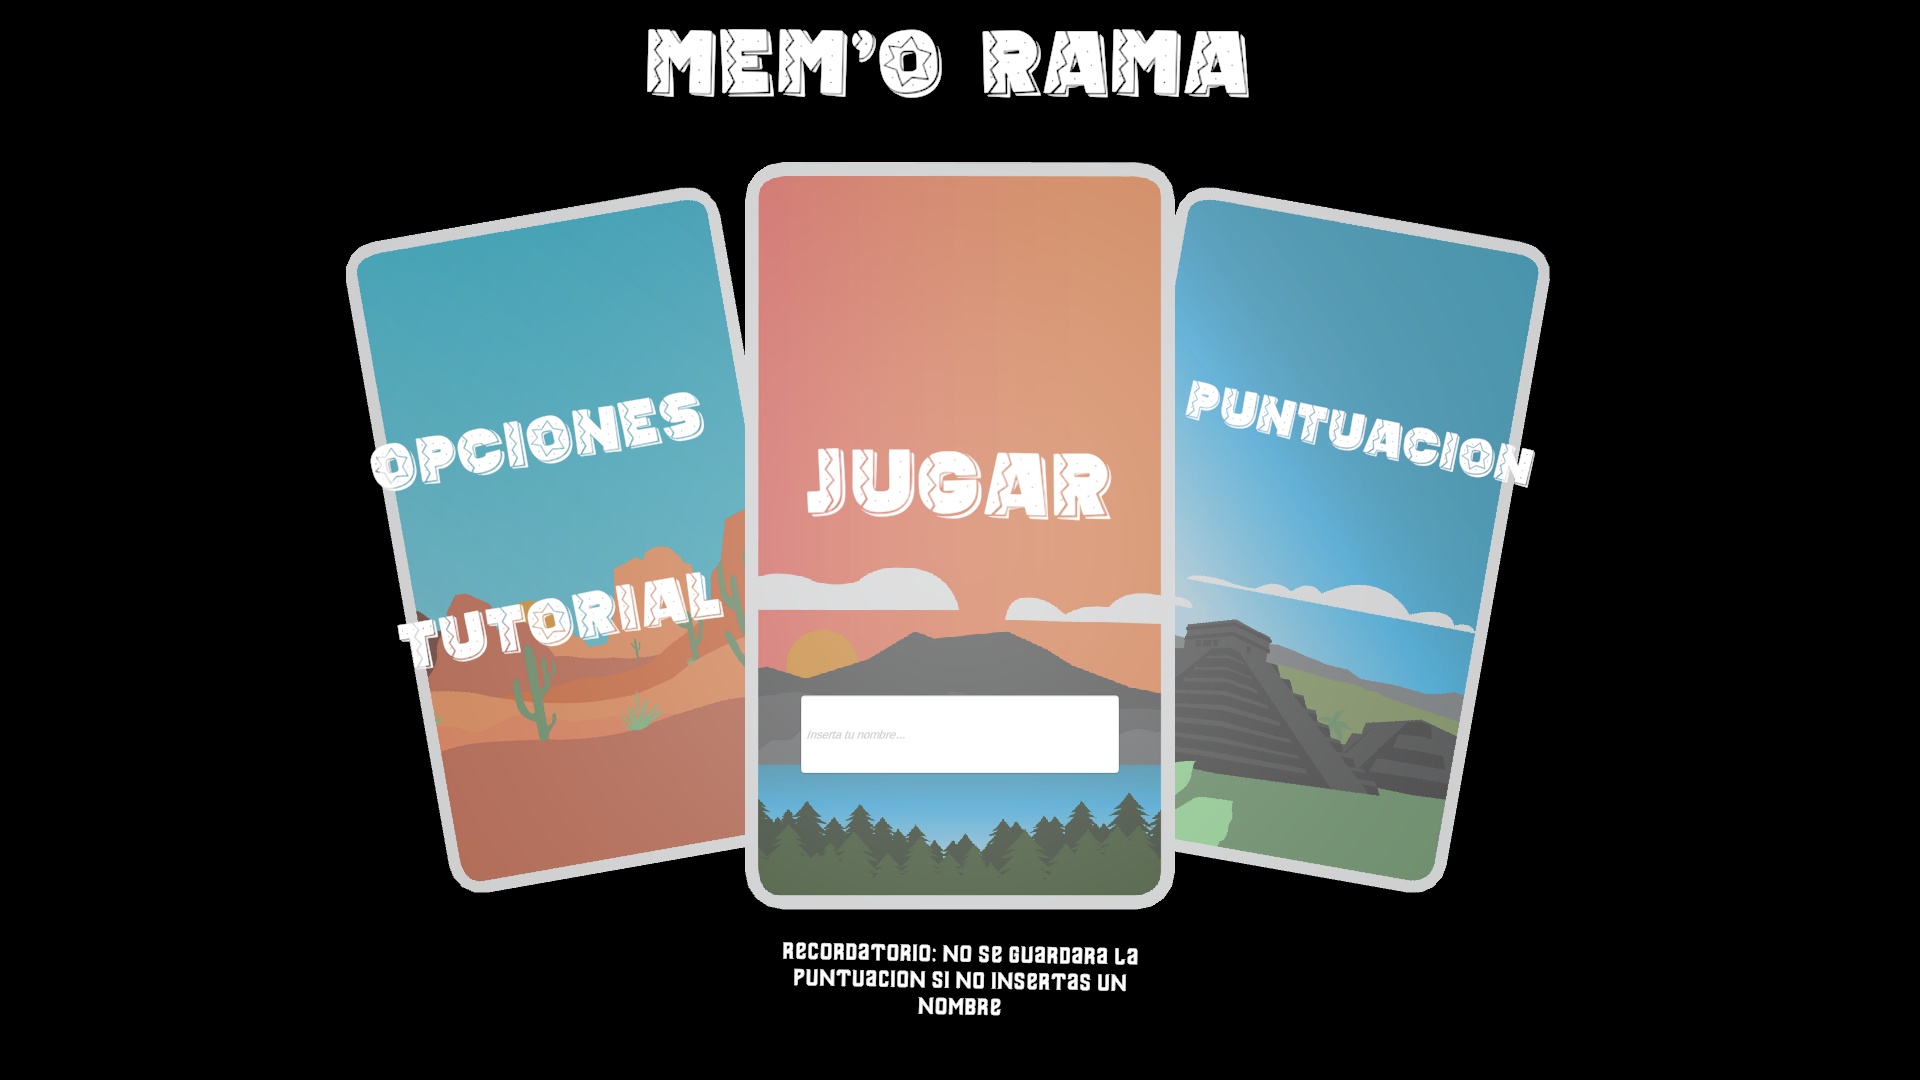 MEM'O RAMA
OPCIONES
TUTORIAL
JUGAR
Inserta tu nombre...
PUNTUACION
RECORDATORIO: NO SE GUARDARA LA
PUNTUACION SI NO INSERTAS UN
NOMBRE